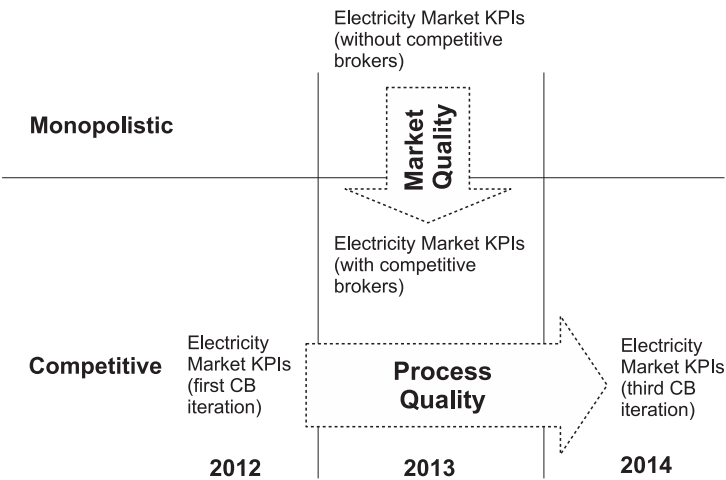 Electricity Market KPIs
(without competitive
brokers)
Monopolistic
Market
Quality
Electricity Market KPIs
(with competitive
brokers)
Competitive
Electricity
Market KPIs
(first CB
iteration)
Process
Quality
Electricity
Market KPIs
(third CB
iteration)
2012
2013
2014